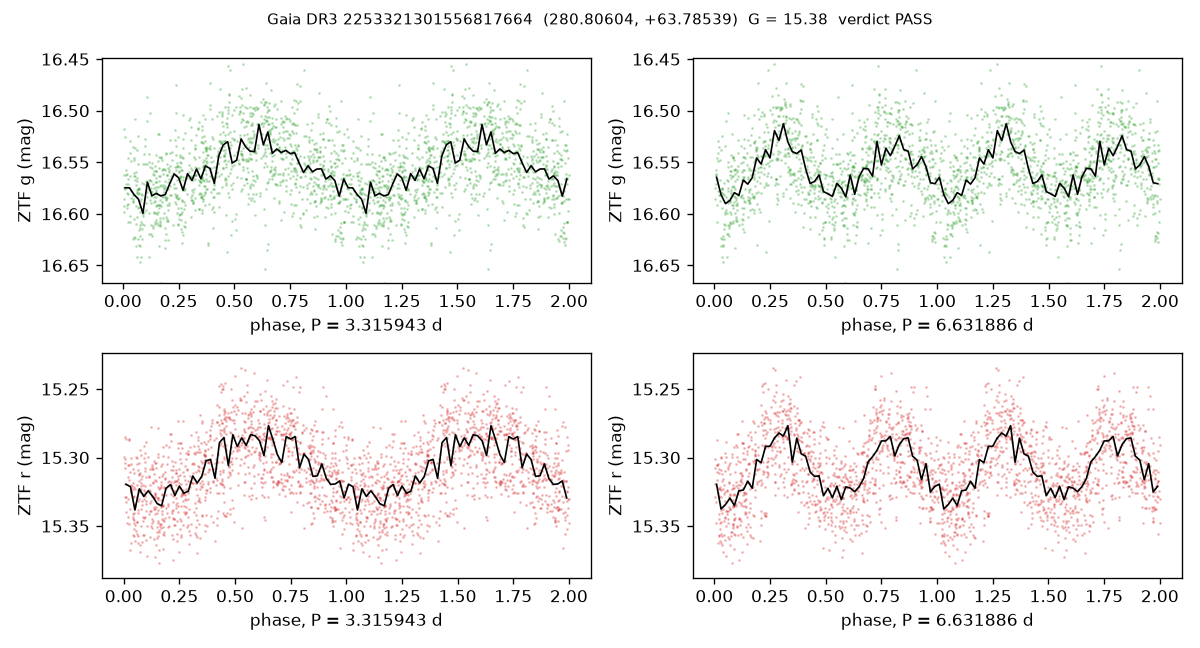 Gaia DR3 2253321301556817664 (280.80604, +63.78539) G = 15.38 verdict PASS
ZTF g (mag)
16.45
16.50
16.55
16.60
16.65
0.00 0.25 0.50 0.75 1.00 1.25 1.50 1.75 2.00
phase, P = 3.315943 d
ZTF g (mag)
16.45
16.50
16.55
16.60
16.65
0.00 0.25 0.50 0.75 1.00 1.25 1.50 1.75 2.00
phase, P = 6.631886 d
ZTF r (mag)
15.25
15.30
15.35
0.00 0.25 0.50 0.75 1.00 1.25 1.50 1.75 2.00
phase, P = 3.315943 d
ZTF r (mag)
15.25
15.30
15.35
0.00 0.25 0.50 0.75 1.00 1.25 1.50 1.75 2.00
phase, P = 6.631886 d